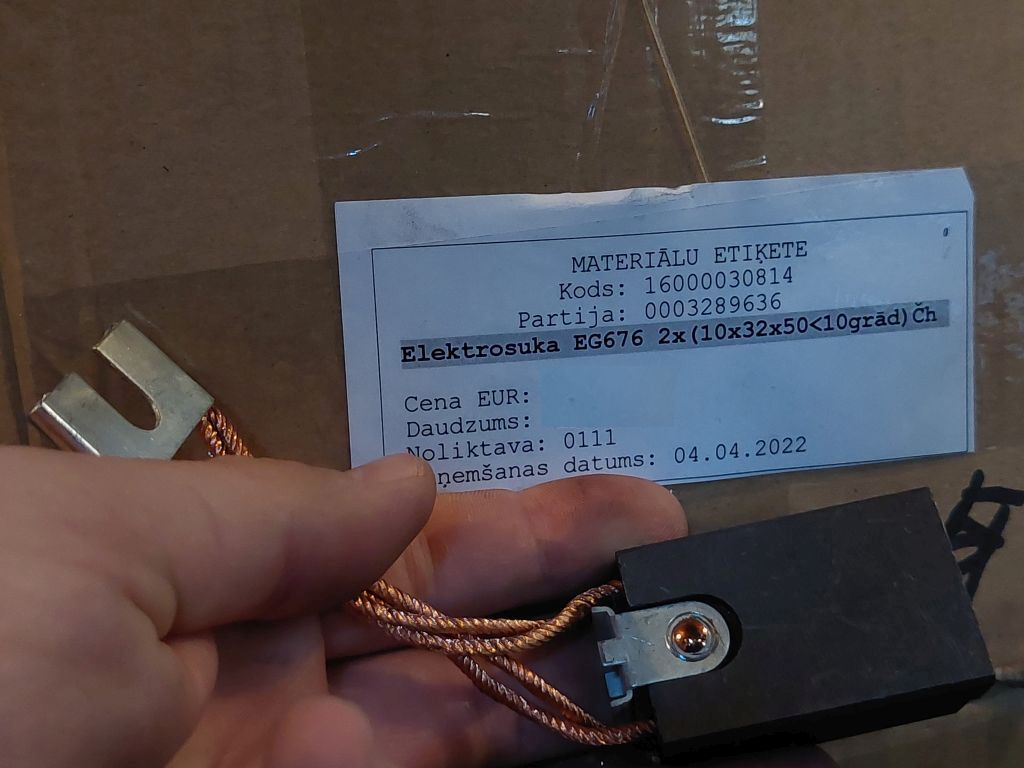 MATERIĀLU ETIĶETE
Kods: 16000030814
Partija: 0003289636
Elektrosuka EG676 2x(10x32x50<10grād)Čh
Cena EUR:
Daudzums:
Noliktava: 0111
datums: 04.04.2022